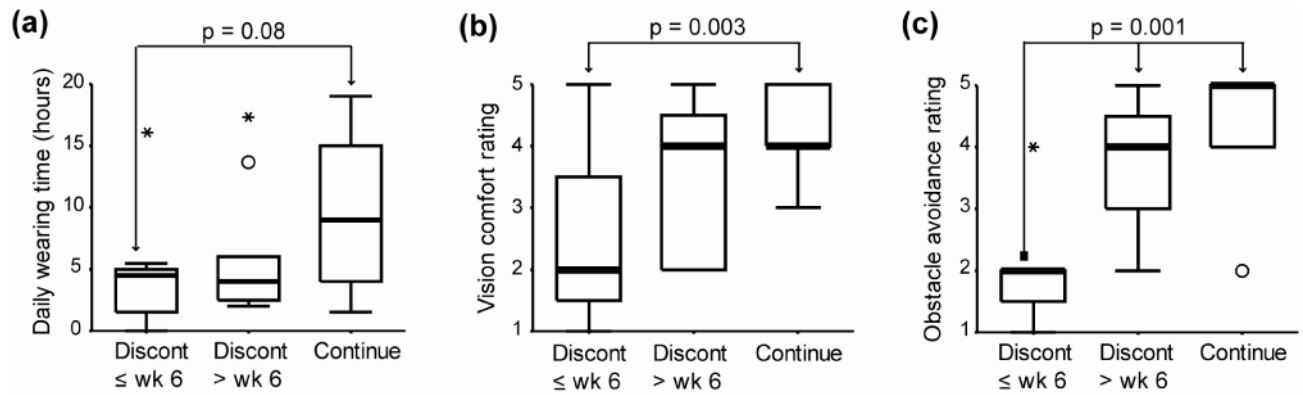 (a)
p = 0.08
Daily wearing time (hours)
20
15
10
5
0
Discont
≤ wk 6
Discont
> wk 6
Continue
(b)
p = 0.003
Vision comfort rating
5
4
3
2
1
Discont
≤ wk 6
Discont
> wk 6
Continue
(c)
p = 0.001
Obstacle avoidance rating
5
4
3
2
1
Discont
≤ wk 6
Discont
> wk 6
Continue